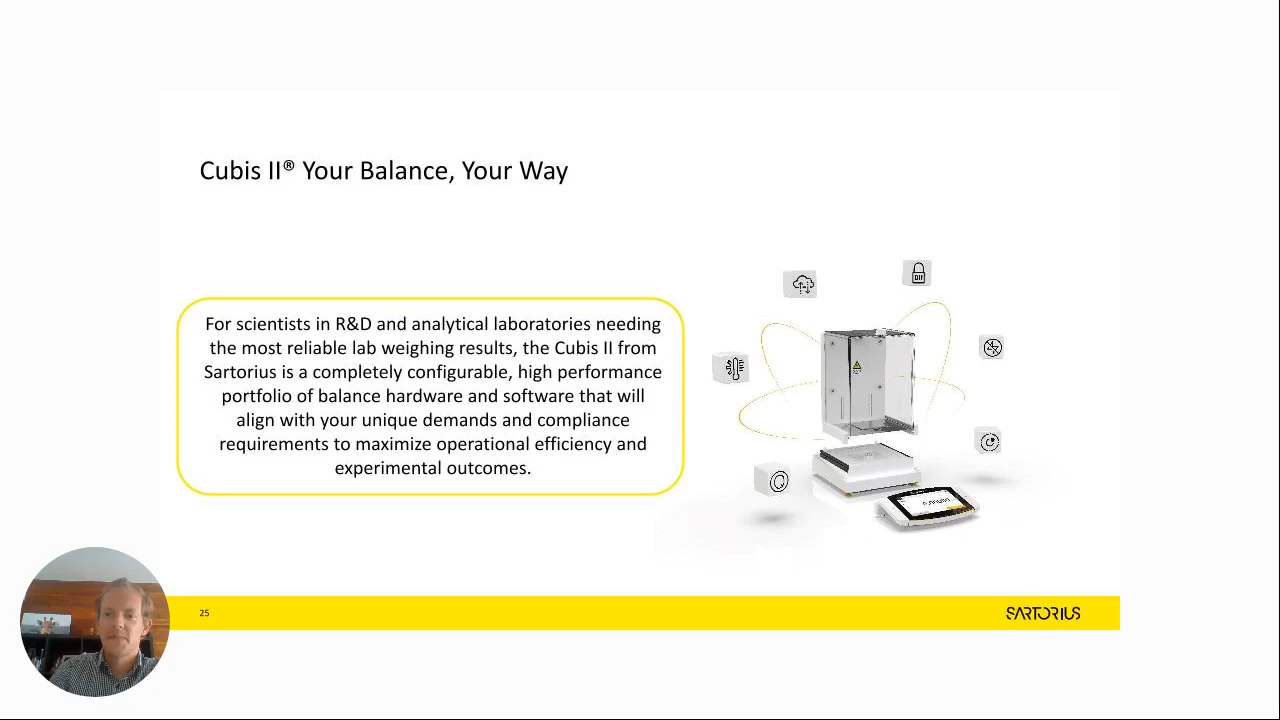 Cubis II® Your Balance, Your Way
For scientists in R&D and analytical laboratories needing
the most reliable lab weighing results, the Cubis II from
Sartorius is a completely configurable, high performance
portfolio of balance hardware and software that will
align with your unique demands and compliance
requirements to maximize operational efficiency and
experimental outcomes.
25
SARTORIUS